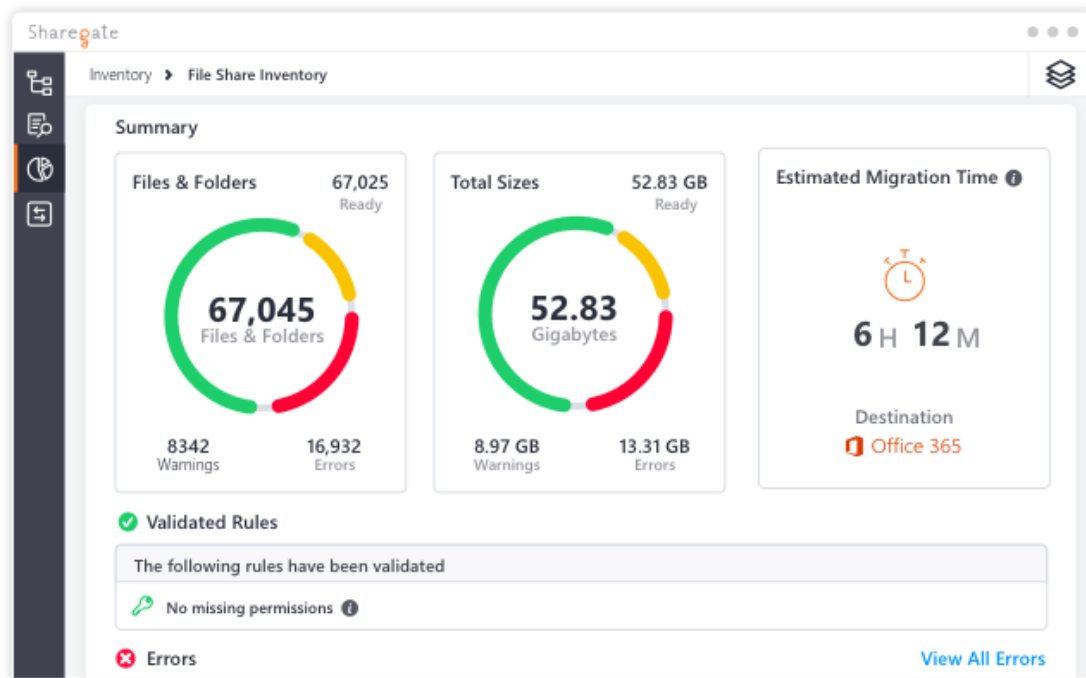 Sharegate
Inventory > File Share Inventory
Summary
Files & Folders 67,025
Ready
67,045
Files & Folders
8342 16,932
Warnings Errors
Total Sizes 52.83 GB
Ready
52.83
Gigabytes
8.97 GB 13.31 GB
Warnings Errors
Estimated Migration Time
6 H 12 M
Destination
Office 365
Validated Rules
The following rules have been validated
No missing permissions
Errors View All Errors